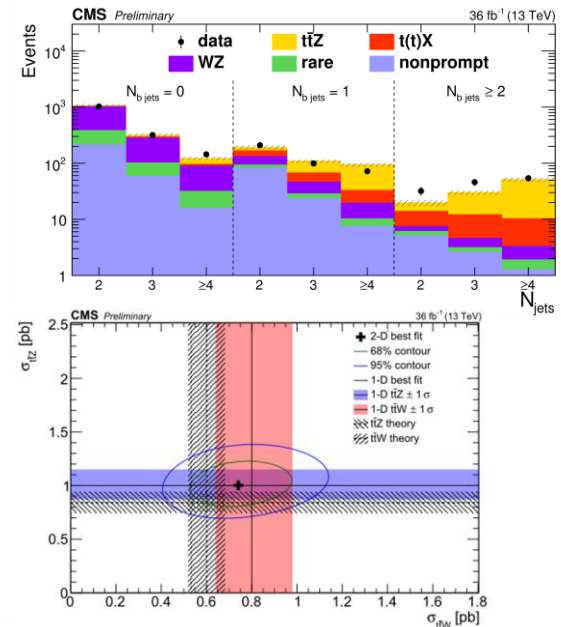 CMS Preliminary 36 fb⁻¹ (13 TeV)
Events
data tt̄Z t(t)X
WZ rare nonprompt
N_b jets = 0 N_b jets = 1 N_b jets ≥ 2
10³
10²
10
1
2 3 ≥4 2 3 ≥4 2 3 ≥4
N_jets
CMS Preliminary 36 fb⁻¹ (13 TeV)
σ_tt̄Z [pb]
2.5
2
1.5
1
0.5
0
2-D best fit
68% contour
95% contour
1-D best fit
1-D tt̄Z ± 1 σ
1-D tt̄W ± 1 σ
tt̄Z theory
tt̄W theory
0 0.2 0.4 0.6 0.8 1 1.2 1.4 1.6 1.8
σ_tt̄W [pb]